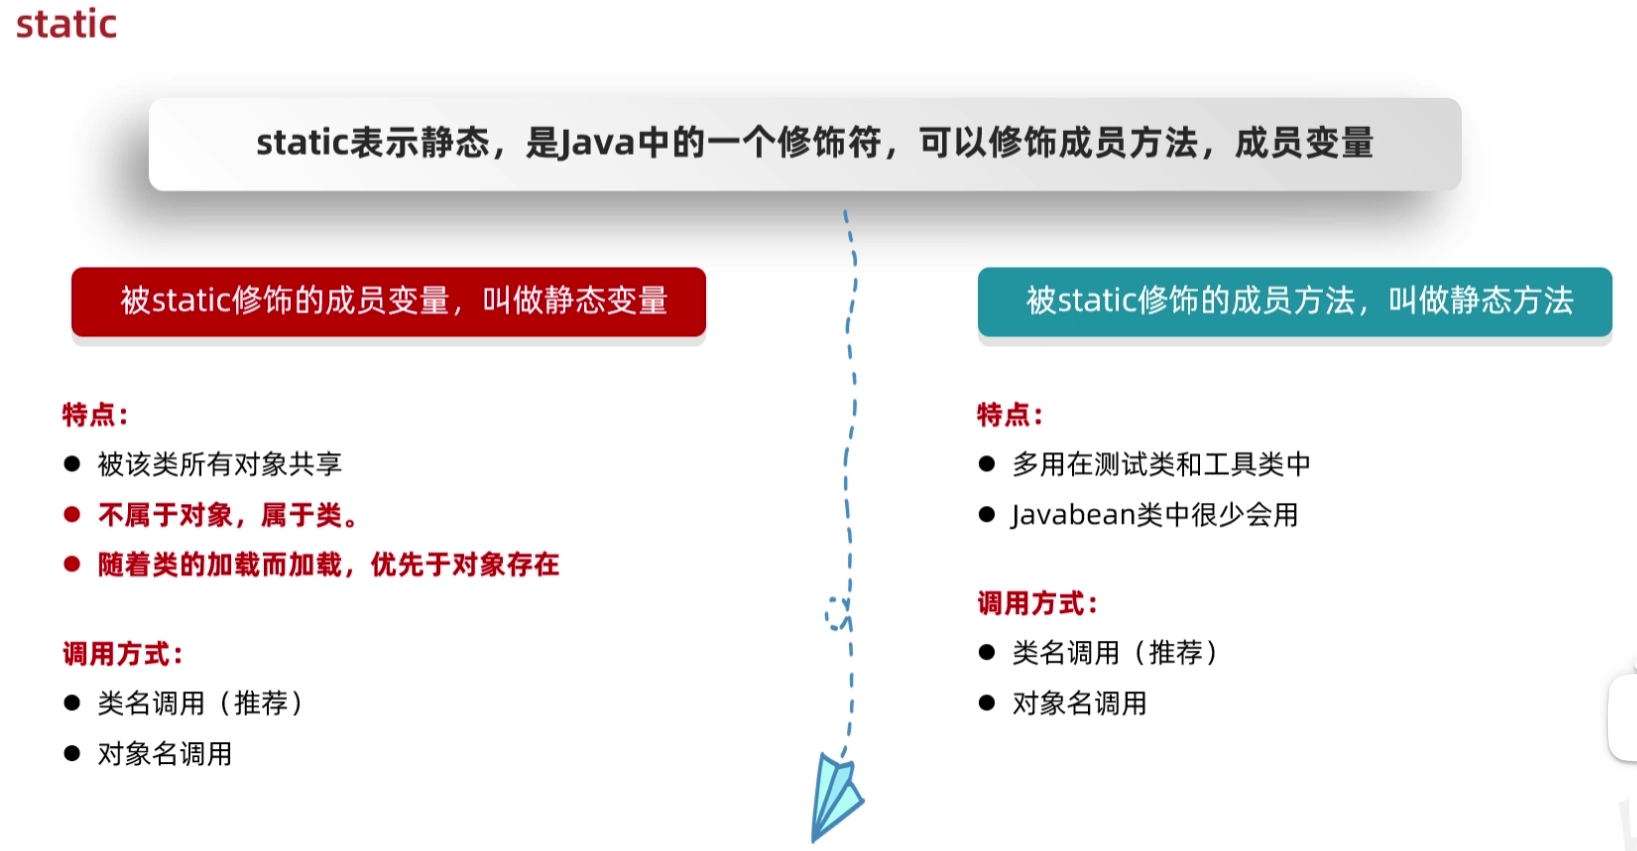 static
static表示静态，是Java中的一个修饰符，可以修饰成员方法，成员变量
被static修饰的成员变量，叫做静态变量
特点：
被该类所有对象共享
不属于对象，属于类。
随着类的加载而加载，优先于对象存在
调用方式：
类名调用（推荐）
对象名调用
被static修饰的成员方法，叫做静态方法
特点：
多用在测试类和工具类中
Javabean类中很少会用
调用方式：
类名调用（推荐）
对象名调用